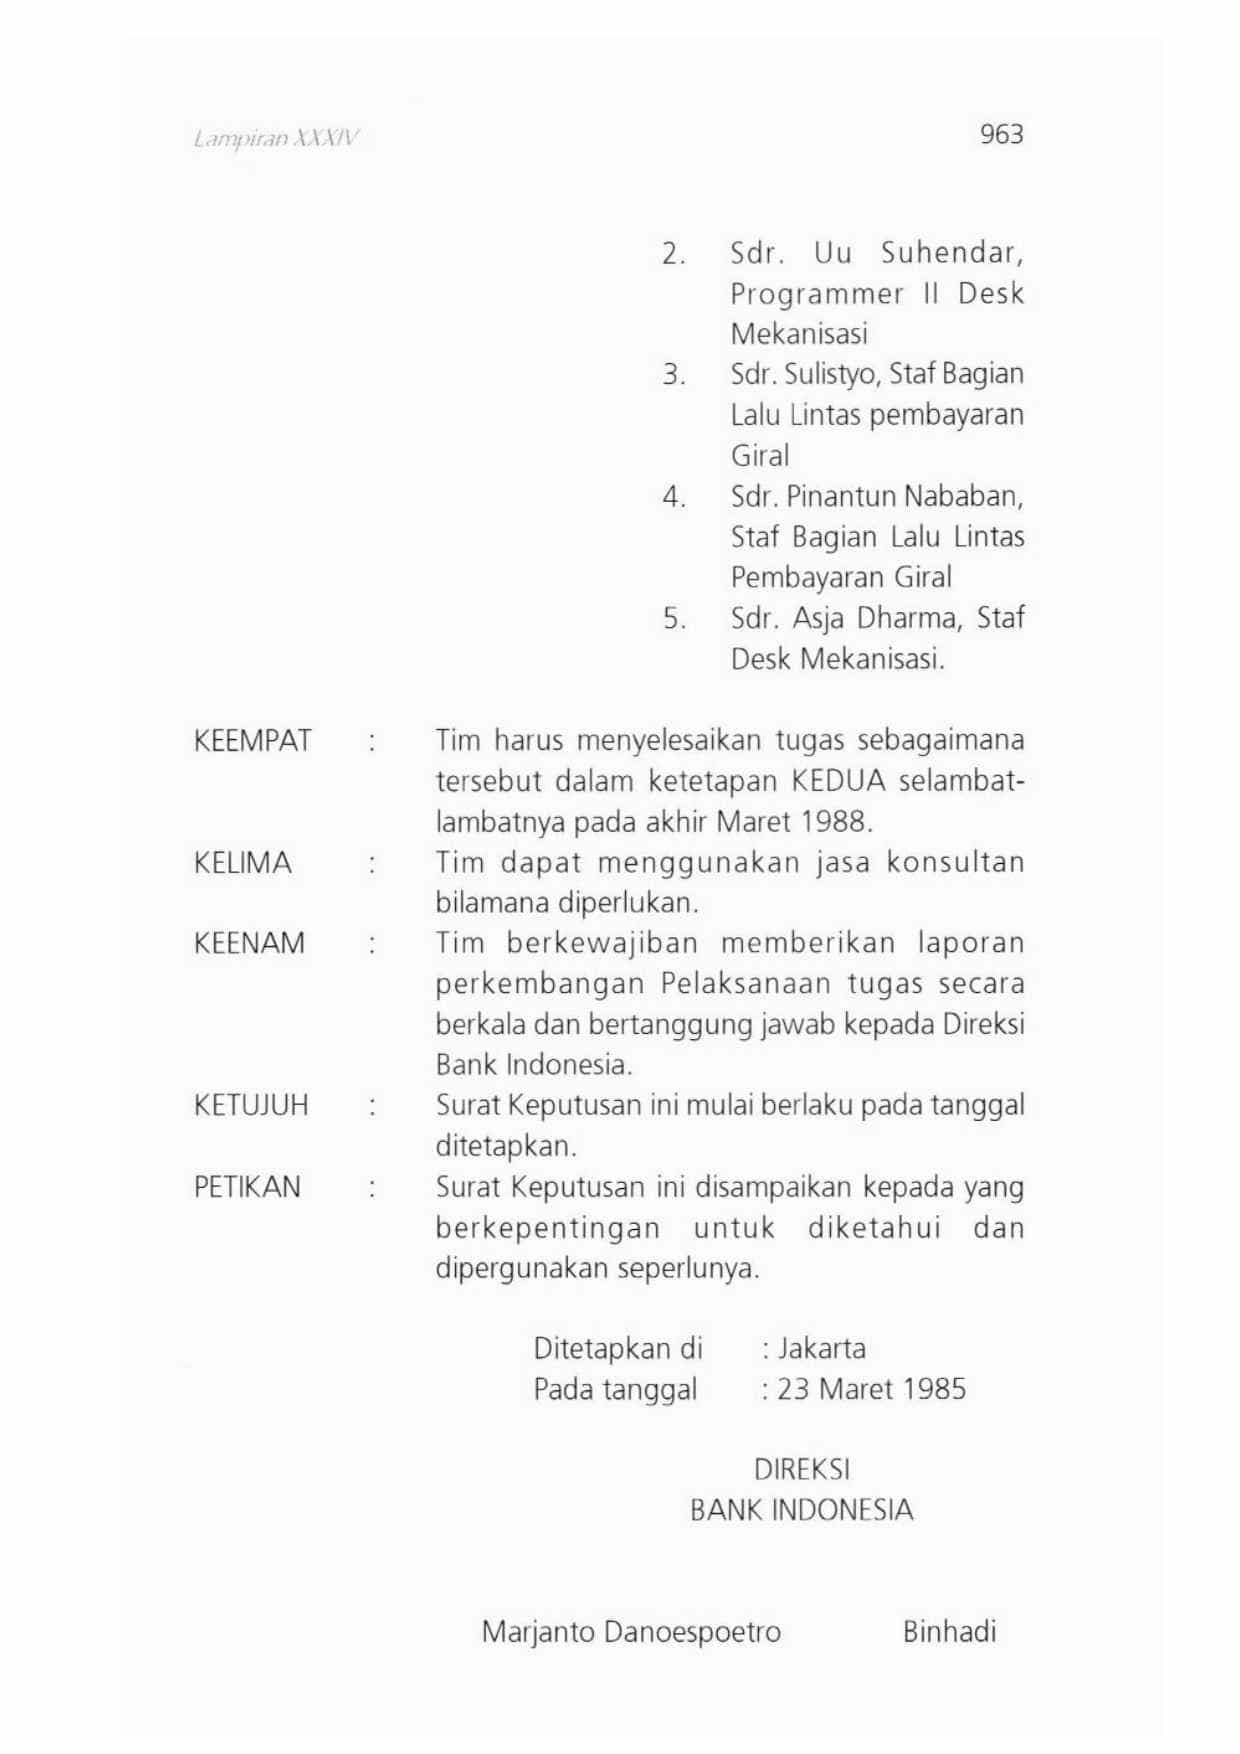 Lampiran XXXIV 963
2. Sdr. Uu Suhendar,
Programmer II Desk
Mekanisasi
3. Sdr. Sulistyo, Staf Bagian
Lalu Lintas pembayaran
Giral
4. Sdr. Pinantun Nababan,
Staf Bagian Lalu Lintas
Pembayaran Giral
5. Sdr. Asja Dharma, Staf
Desk Mekanisasi.
KEEMPAT : Tim harus menyelesaikan tugas sebagaimana
tersebut dalam ketetapan KEDUA selambat-
lambatnya pada akhir Maret 1988.
KELIMA : Tim dapat menggunakan jasa konsultan
bilamana diperlukan.
KEENAM : Tim berkewajiban memberikan laporan
perkembangan Pelaksanaan tugas secara
berkala dan bertanggung jawab kepada Direksi
Bank Indonesia.
KETUJUH : Surat Keputusan ini mulai berlaku pada tanggal
ditetapkan.
PETIKAN : Surat Keputusan ini disampaikan kepada yang
berkepentingan untuk diketahui dan
dipergunakan seperlunya.
Ditetapkan di : Jakarta
Pada tanggal : 23 Maret 1985
DIREKSI
BANK INDONESIA
Marjanto Danoespoetro Binhadi